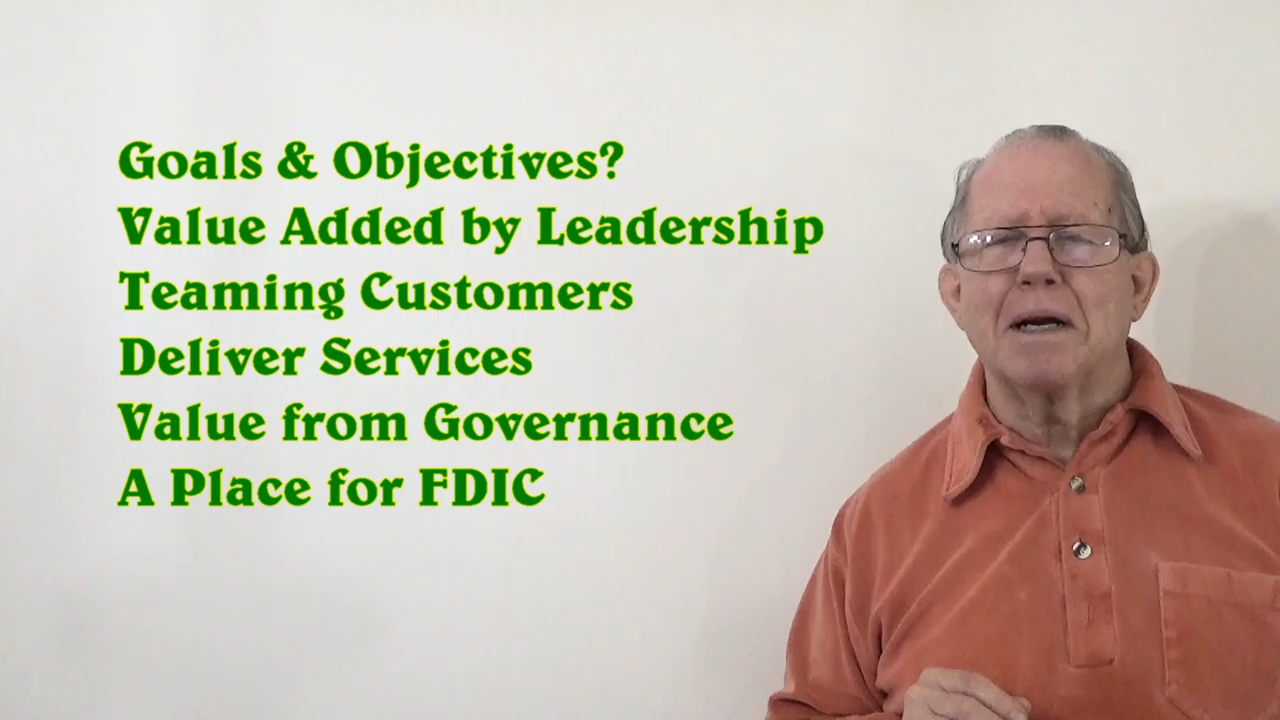 Goals & Objectives?
Value Added by Leadership
Teaming Customers
Deliver Services
Value from Governance
A Place for FDIC